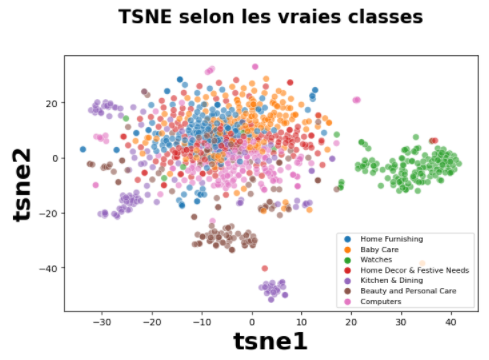 TSNE selon les vraies classes
tsne2
20
0
−20
−40
−30
−20
−10
0
10
20
30
40
tsne1
Home Furnishing
Baby Care
Watches
Home Decor & Festive Needs
Kitchen & Dining
Beauty and Personal Care
Computers